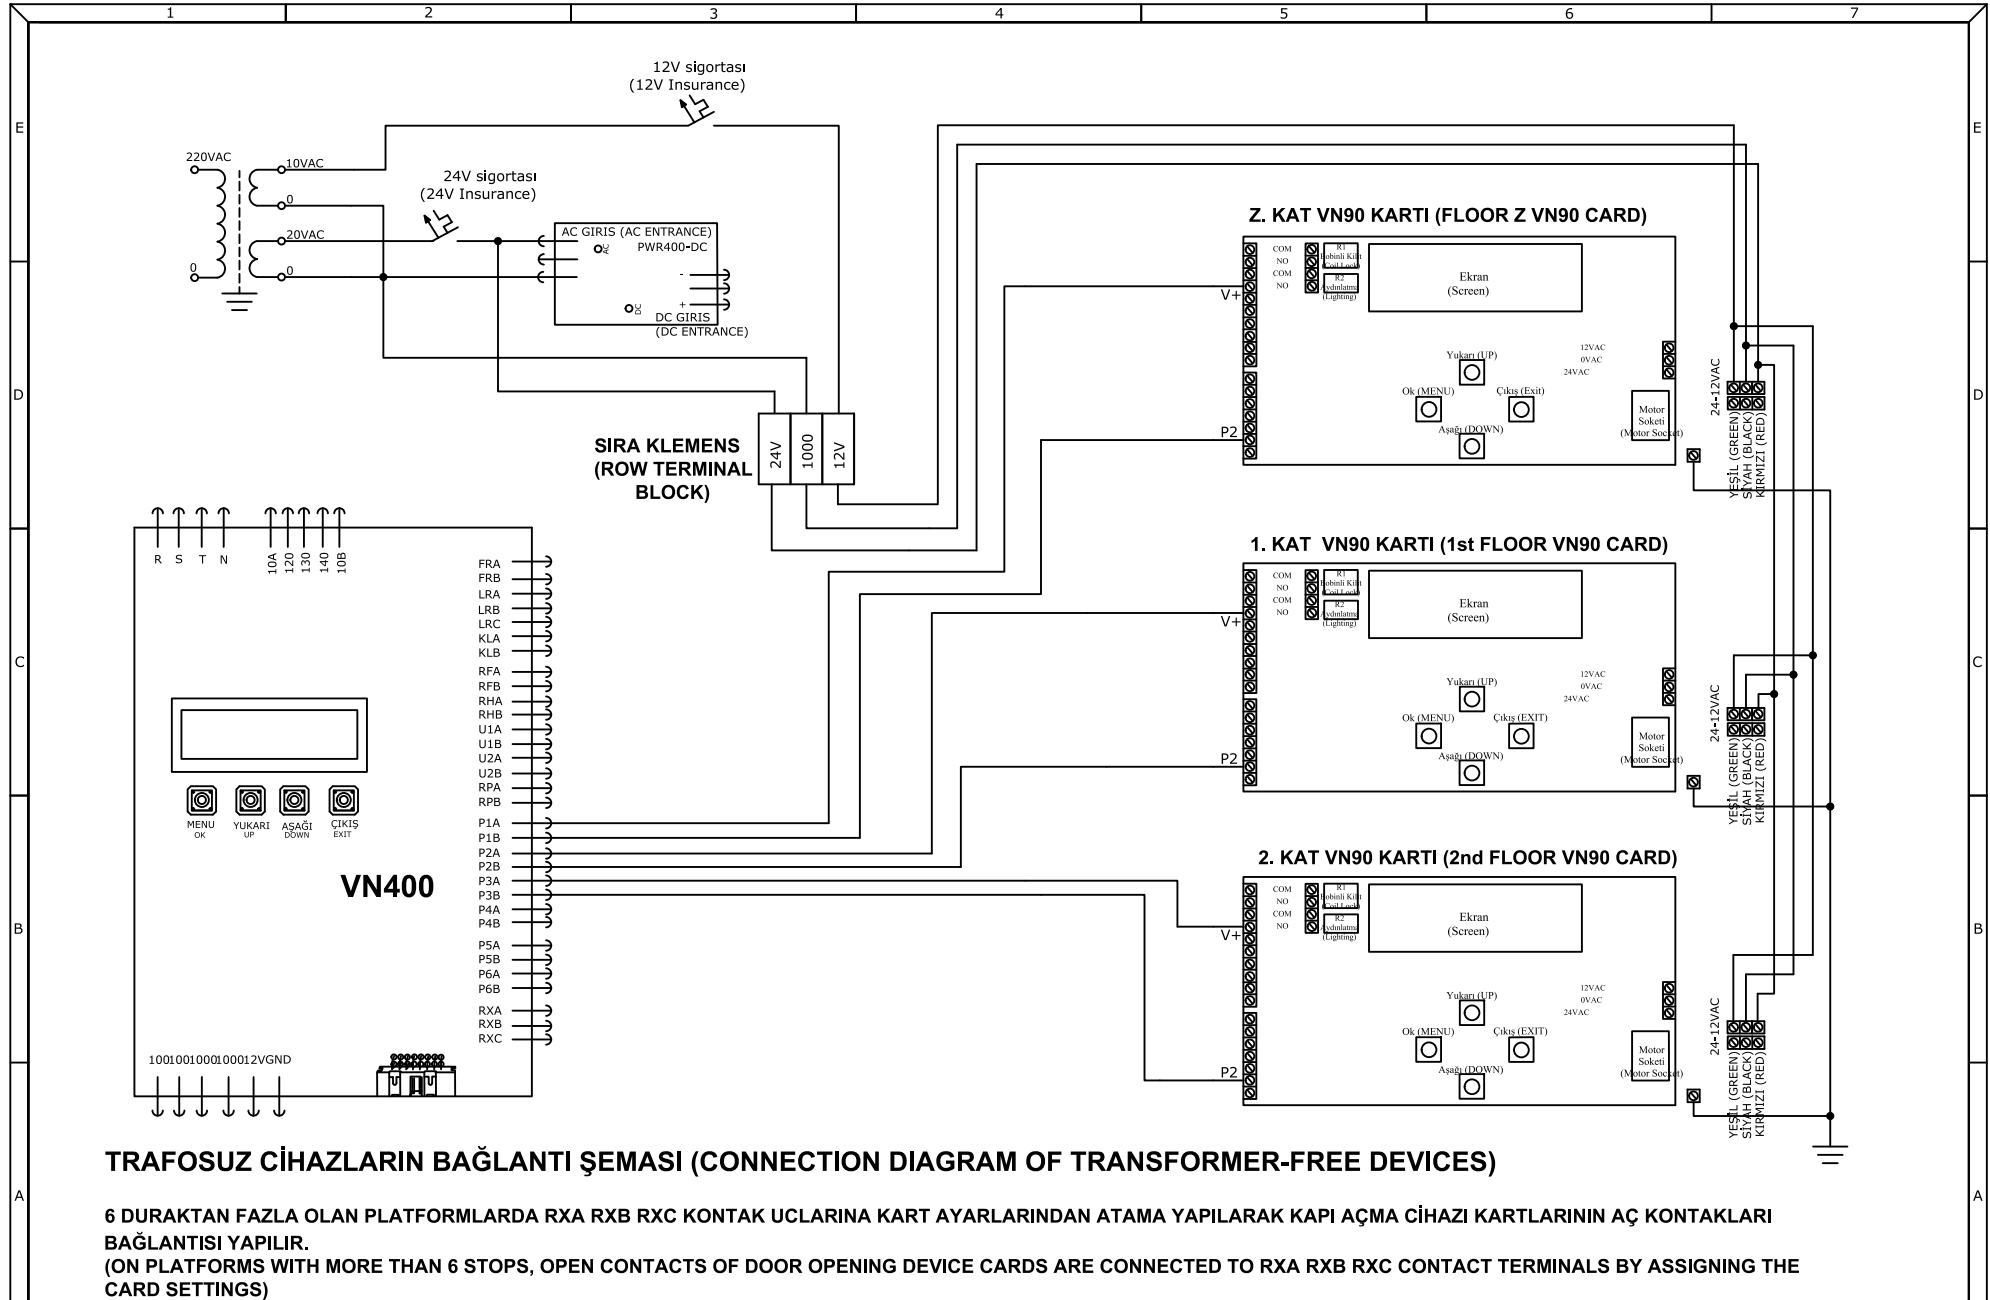 1 2 3 4 5 6 7
E E
D D
C C
B B
A A
12V sigortası
(12V Insurance)
220VAC
10VAC
0
20VAC
0
0
24V sigortası
(24V Insurance)
AC GIRIS (AC ENTRANCE)
AC
PWR400-DC
-
+
DC
DC GIRIS
(DC ENTRANCE)
SIRA KLEMENS
(ROW TERMINAL
BLOCK)
24V
1000
12V
R S T N
10A
120
130
140
10B
FRA
FRB
LRA
LRB
LRC
KLA
KLB
RFA
RFB
RHA
RHB
U1A
U1B
U2A
U2B
RPA
RPB
P1A
P1B
P2A
P2B
P3A
P3B
P4A
P4B
P5A
P5B
P6A
P6B
RXA
RXB
RXC
MENU
OK
YUKARI
UP
AŞAĞI
DOWN
ÇIKIŞ
EXIT
VN400
100100100010001 2VGND
Z. KAT VN90 KARTI (FLOOR Z VN90 CARD)
COM
NO
COM
NO
R1
Bobinli Kilit
(Coil Lock)
R2
Aydınlatma
(Lighting)
Ekran
(Screen)
V+
P2
Yukarı (UP)
Ok (MENU)
Çıkış (Exit)
Aşağı (DOWN)
12VAC
0VAC
24VAC
Motor
Soketi
(Motor Socket)
24-12VAC
YEŞİL (GREEN)
SİYAH (BLACK)
KIRMIZI (RED)
1. KAT VN90 KARTI (1st FLOOR VN90 CARD)
COM
NO
COM
NO
R1
Bobinli Kilit
(Coil Lock)
R2
Aydınlatma
(Lighting)
Ekran
(Screen)
V+
P2
Yukarı (UP)
Ok (MENU)
Çıkış (EXIT)
Aşağı (DOWN)
12VAC
0VAC
24VAC
Motor
Soketi
(Motor Socket)
24-12VAC
YEŞİL (GREEN)
SİYAH (BLACK)
KIRMIZI (RED)
2. KAT VN90 KARTI (2nd FLOOR VN90 CARD)
COM
NO
COM
NO
R1
Bobinli Kilit
(Coil Lock)
R2
Aydınlatma
(Lighting)
Ekran
(Screen)
V+
P2
Yukarı (UP)
Ok (MENU)
Çıkış (EXIT)
Aşağı (DOWN)
12VAC
0VAC
24VAC
Motor
Soketi
(Motor Socket)
24-12VAC
YEŞİL (GREEN)
SİYAH (BLACK)
KIRMIZI (RED)
TRAFOSUZ CİHAZLARIN BAĞLANTI ŞEMASI (CONNECTION DIAGRAM OF TRANSFORMER-FREE DEVICES)
6 DURAKTAN FAZLA OLAN PLATFORMLARDA RXA RXB RXC KONTAK UCLARINA KART AYARLARINDAN ATAMA YAPILARAK KAPI AÇMA CİHAZI KARTLARININ AÇ KONTAKLARI
BAĞLANTISI YAPILIR.
(ON PLATFORMS WITH MORE THAN 6 STOPS, OPEN CONTACTS OF DOOR OPENING DEVICE CARDS ARE CONNECTED TO RXA RXB RXC CONTACT TERMINALS BY ASSIGNING THE
CARD SETTINGS)